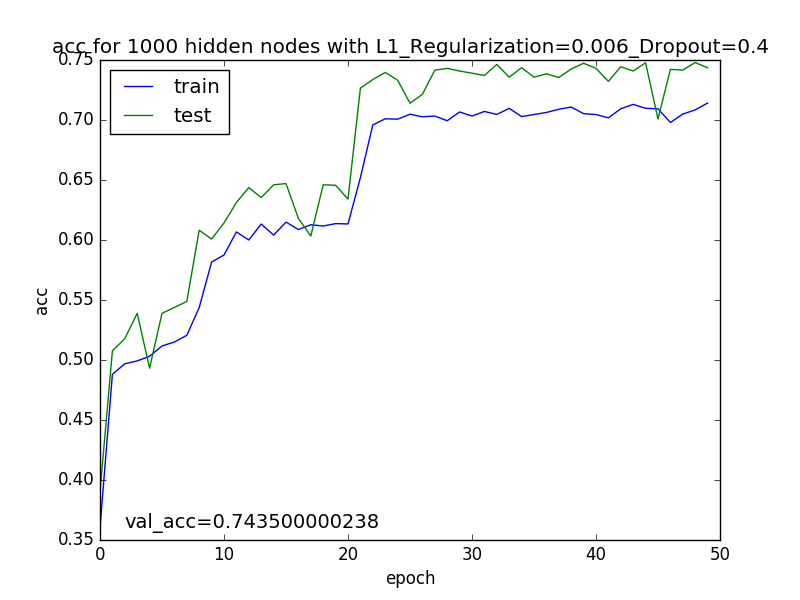 acc for 1000 hidden nodes with L1_Regularization=0.006_Dropout=0.4
train
test
0.75
0.70
0.65
0.60
0.55
0.50
0.45
0.40
0.35
acc
val_acc=0.743500000238
0 10 20 30 40 50
epoch